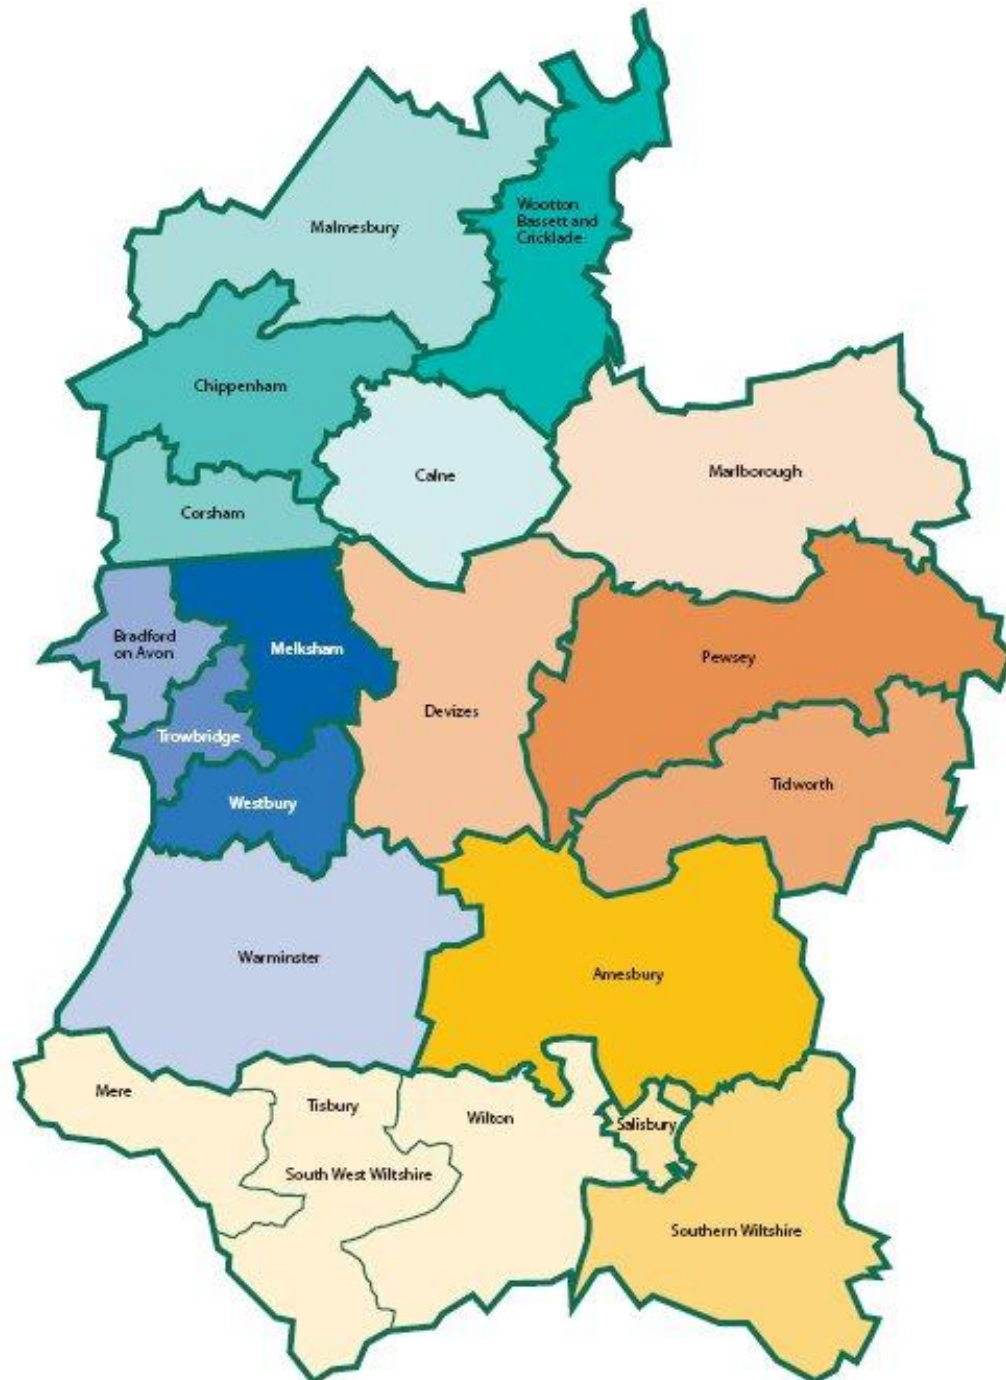 Wootton
Bassett and
Cricklade
Malmesbury
Chippenham
Marlborough
Calne
Corsham
Bradford
on Avon
Melksham
Pewsey
Devizes
Trowbridge
Tidworth
Westbury
Warminster
Amesbury
Mere
Tisbury
Wilton
Salisbury
South West Wiltshire
Southern Wiltshire